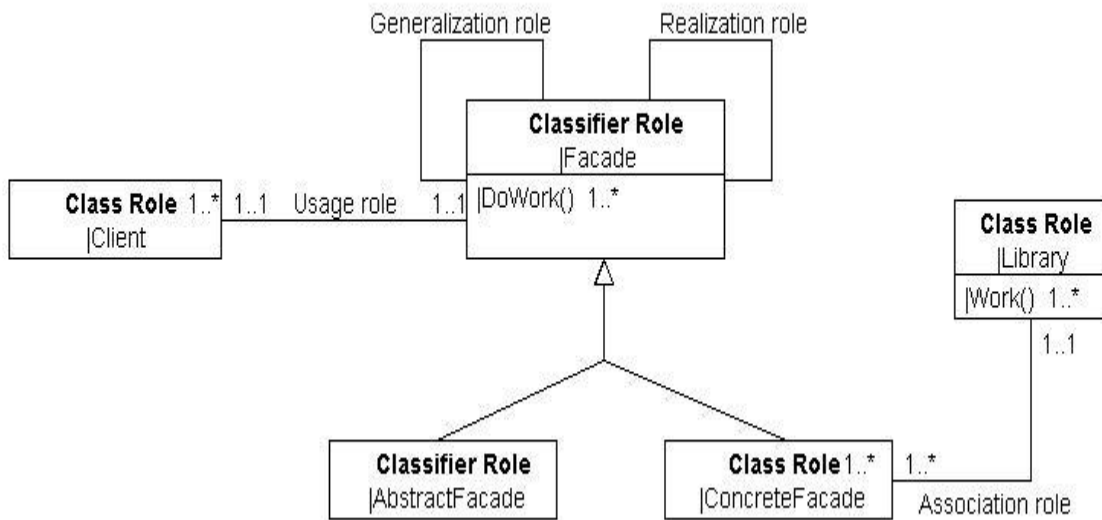 Generalization role
Realization role
Classifier Role
|Facade
|DoWork() 1..*
Class Role 1..*
|Client
1..1 Usage role 1..1
Class Role
|Library
|Work() 1..*
1..1
Classifier Role
|AbstractFacade
Class Role 1..*
|ConcreteFacade
1..*
Association role